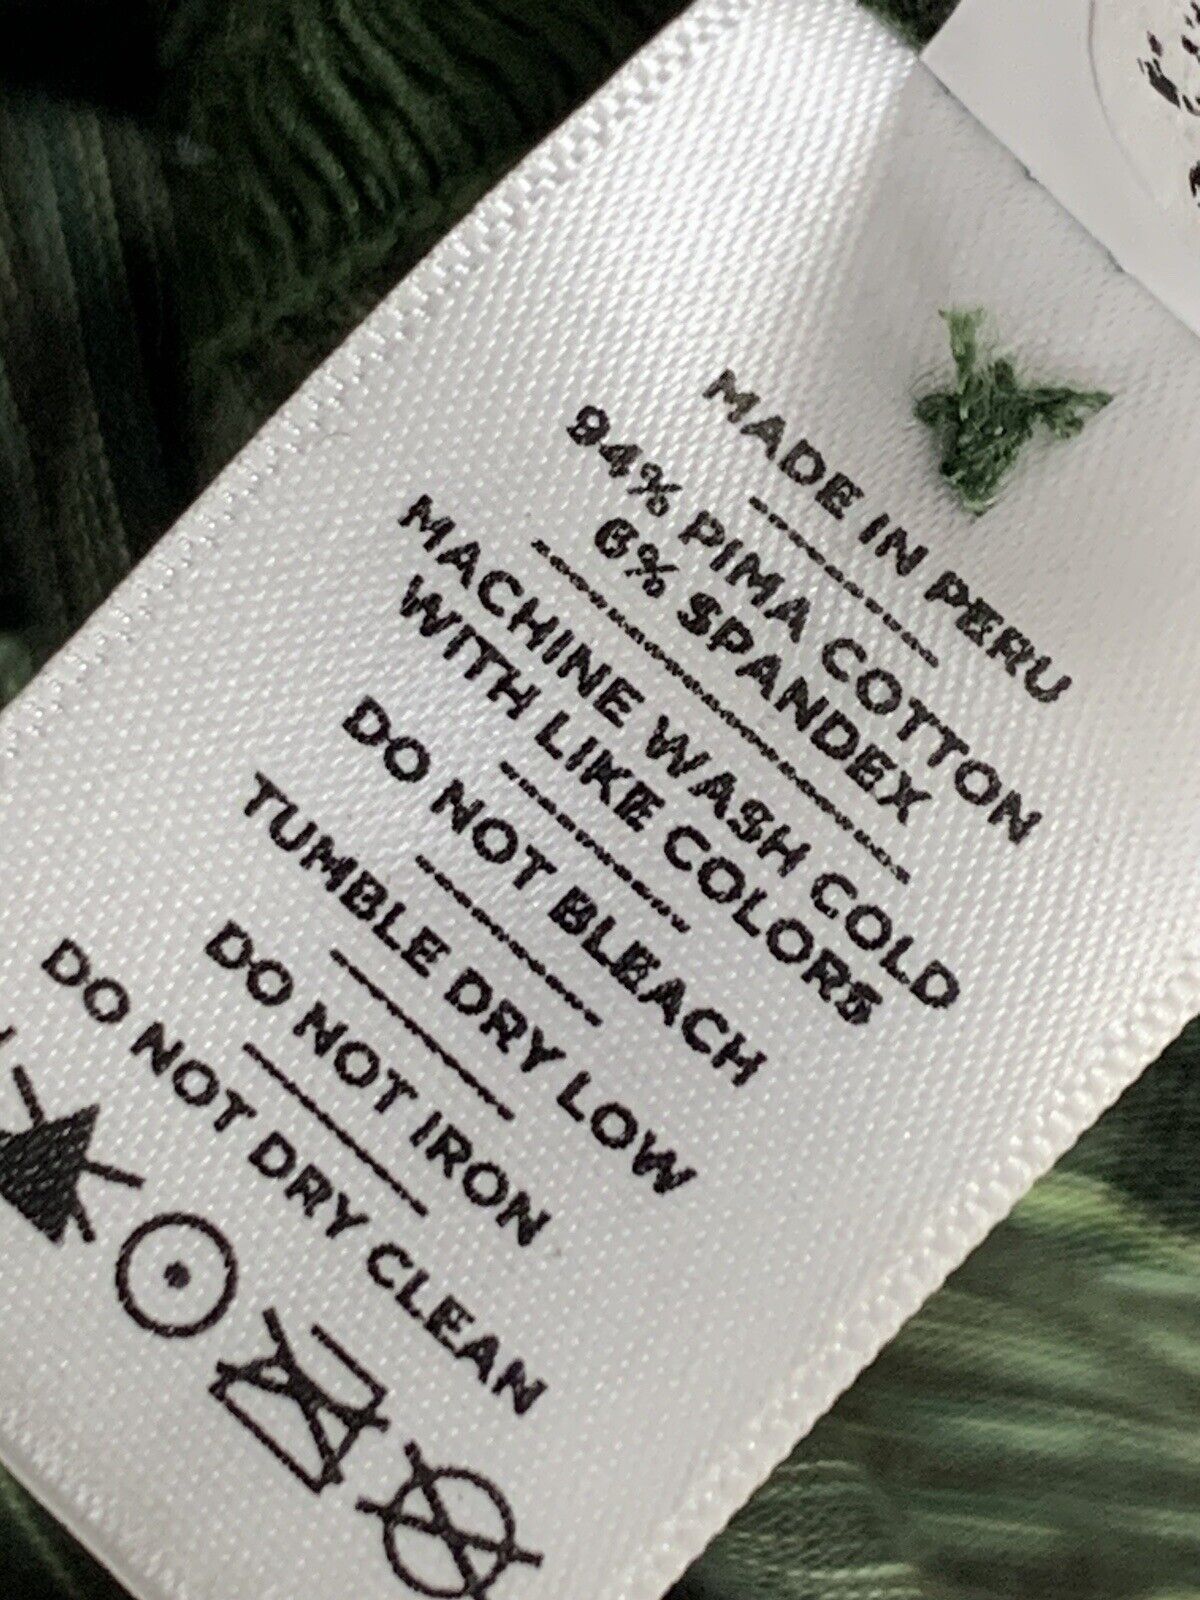 MADE IN PERU
94% PIMA COTTON
6% SPANDEX
MACHINE WASH COLD
WITH LIKE COLORS
DO NOT BLEACH
TUMBLE DRY LOW
DO NOT IRON
DO NOT DRY CLEAN